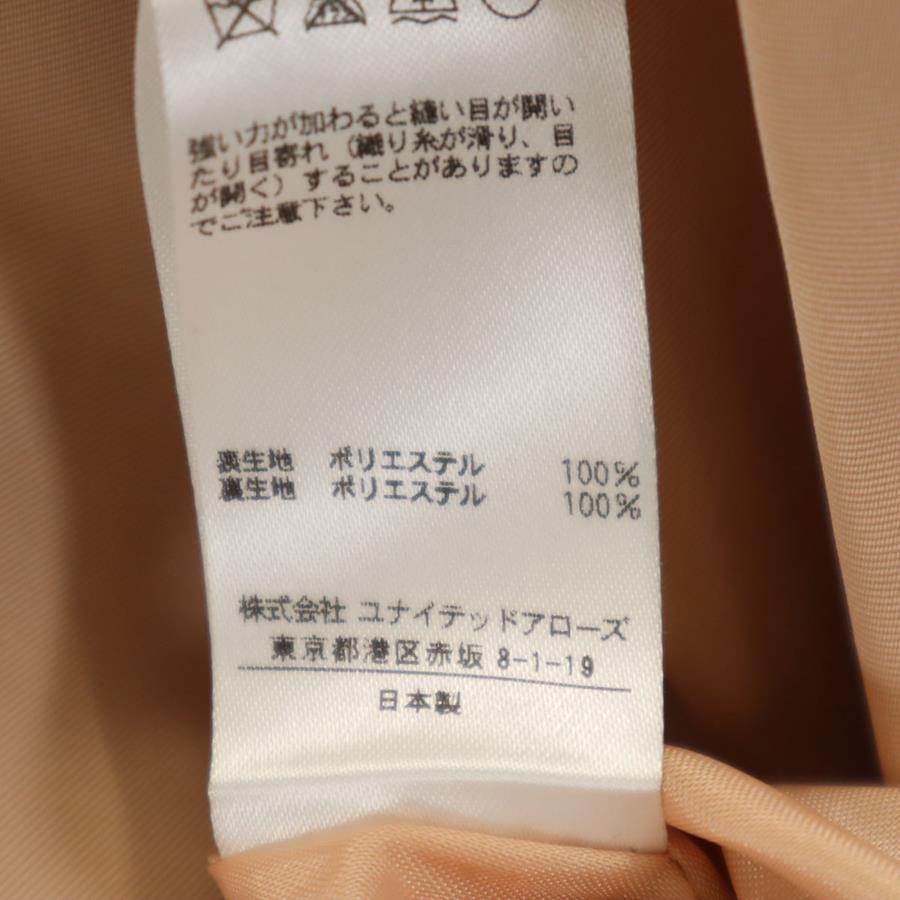 強い力が加わると縫い目が開い
たり目寄れ（織り糸が滑り、目
が開く）することがありますの
でご注意下さい。
表生地 ポリエステル 100%
裏生地 ポリエステル 100%
株式会社 ユナイテッドアローズ
東京都港区赤坂 8-1-19
日本製